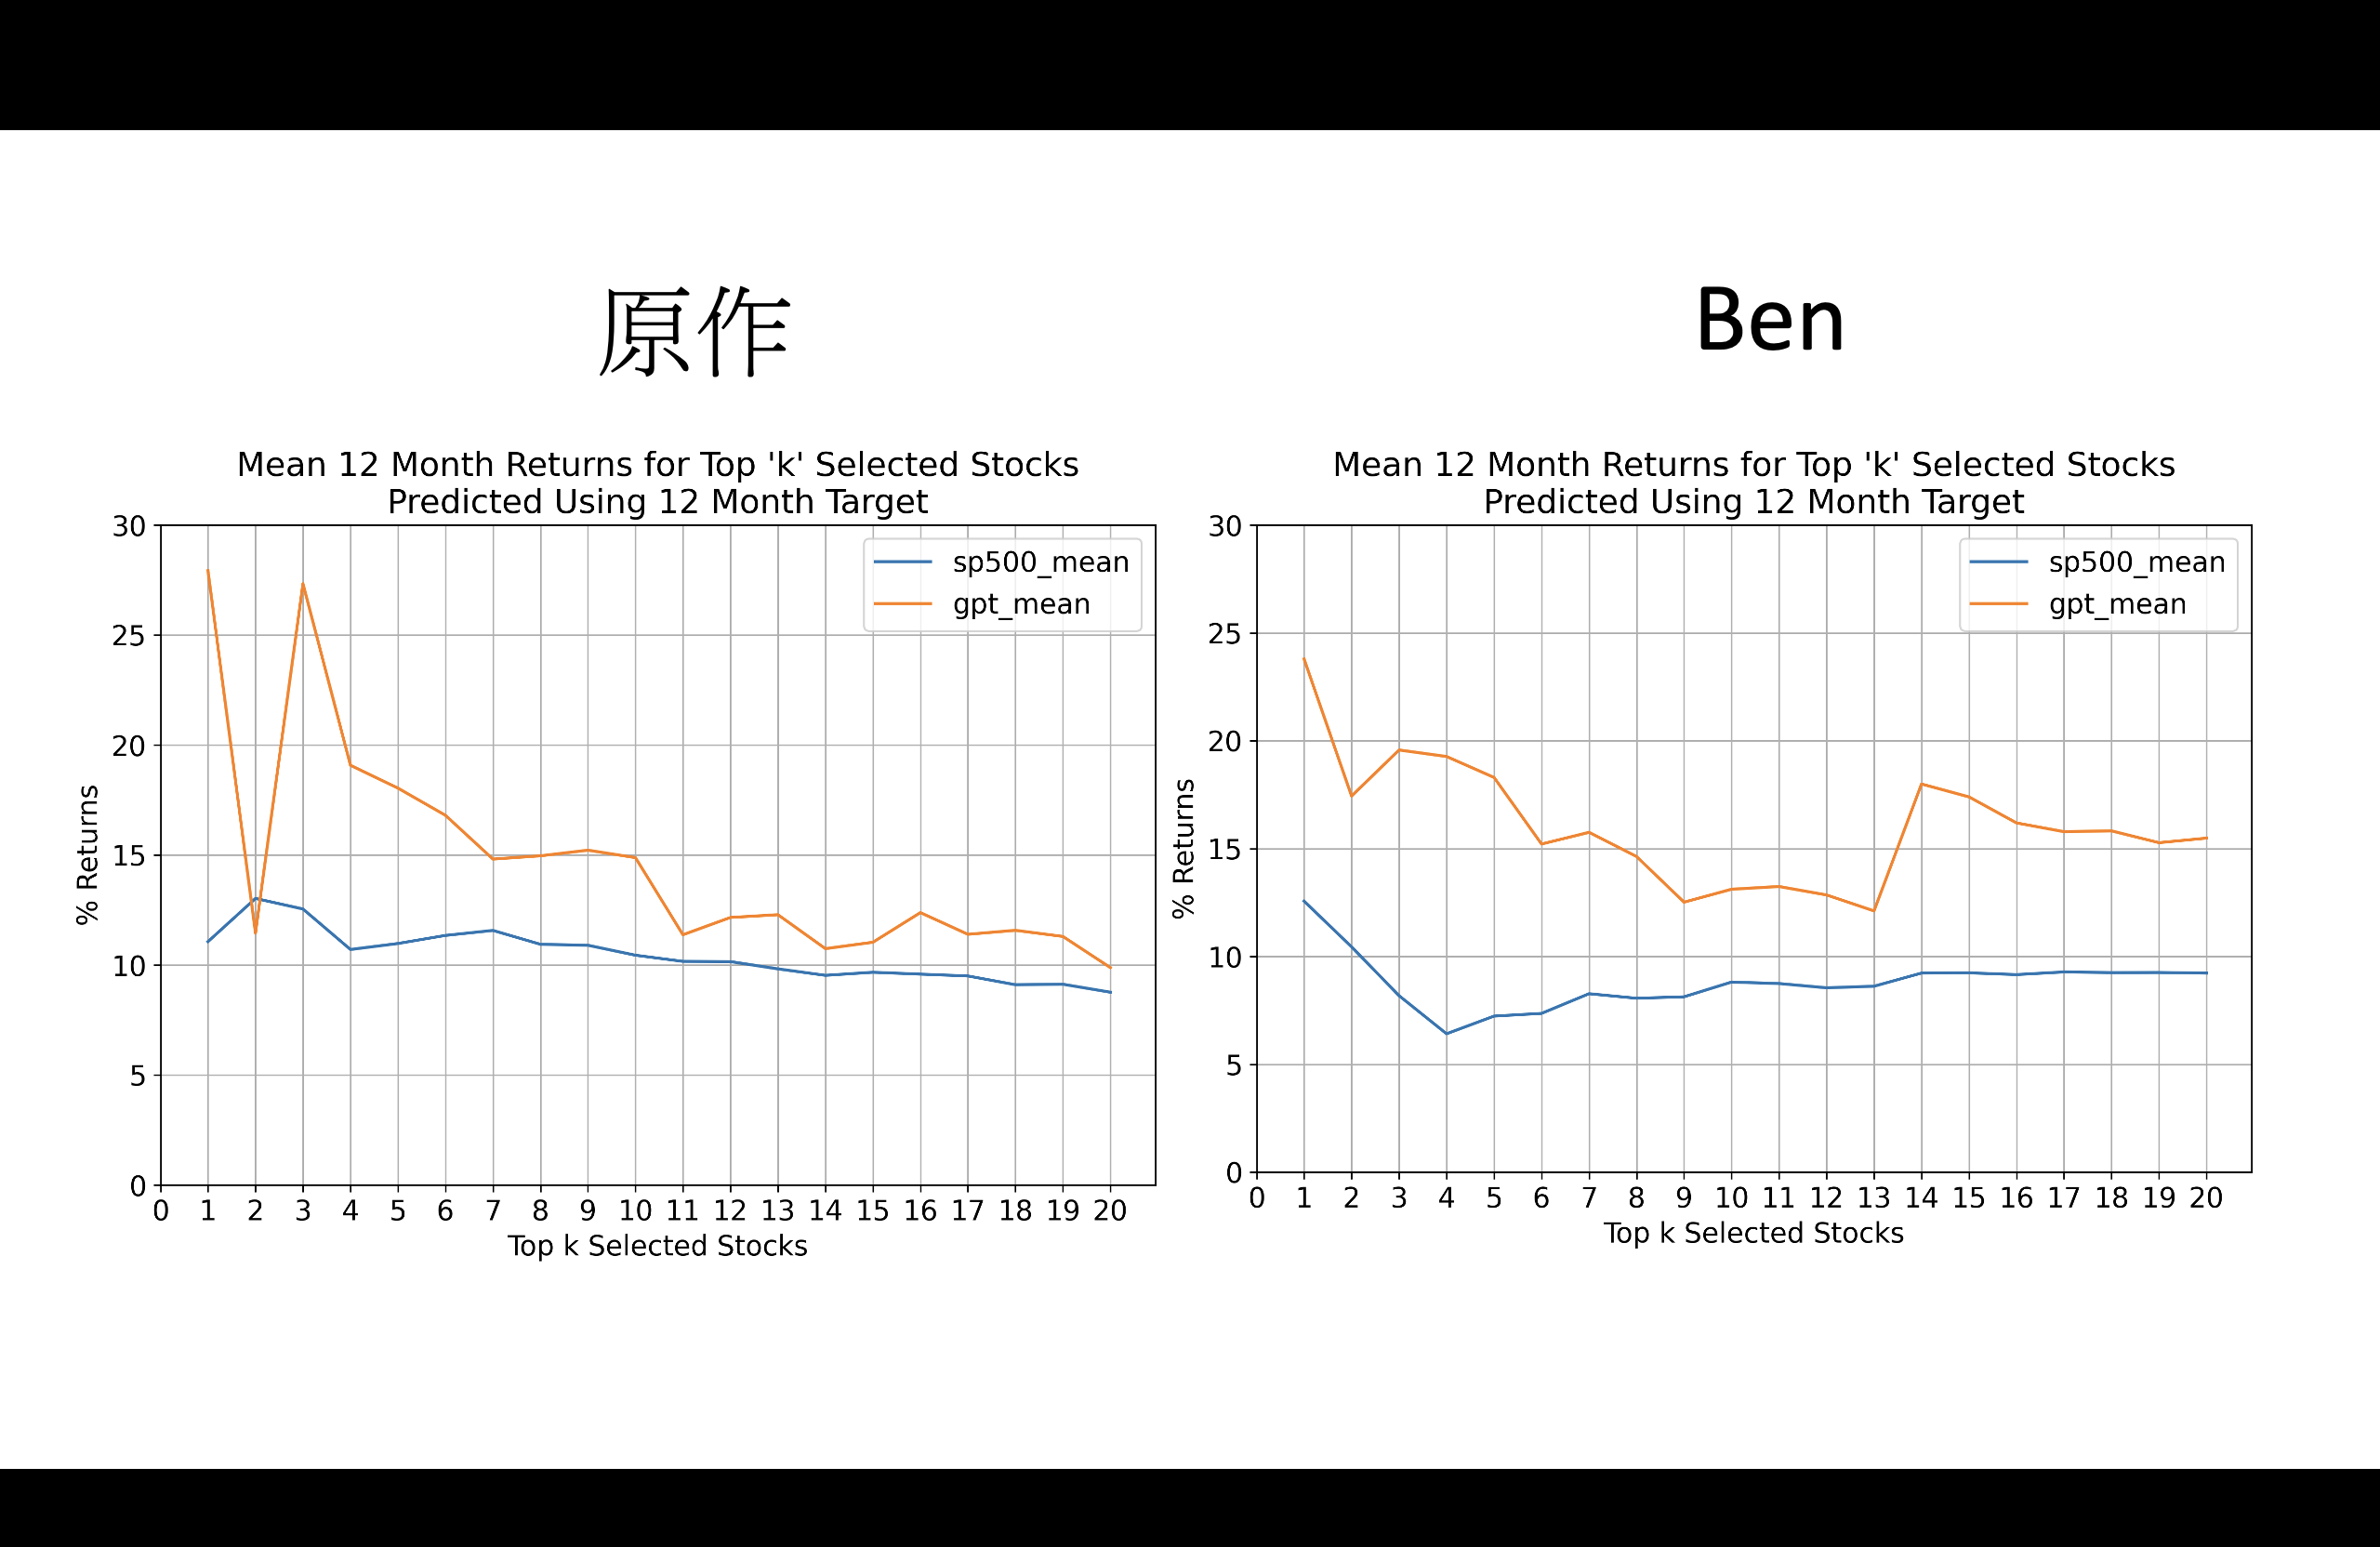 原作
Mean 12 Month Returns for Top 'k' Selected Stocks
Predicted Using 12 Month Target
sp500_mean
gpt_mean
% Returns
30
25
20
15
10
5
0
0 1 2 3 4 5 6 7 8 9 10 11 12 13 14 15 16 17 18 19 20
Top k Selected Stocks
Ben
Mean 12 Month Returns for Top 'k' Selected Stocks
Predicted Using 12 Month Target
sp500_mean
gpt_mean
% Returns
30
25
20
15
10
5
0
0 1 2 3 4 5 6 7 8 9 10 11 12 13 14 15 16 17 18 19 20
Top k Selected Stocks